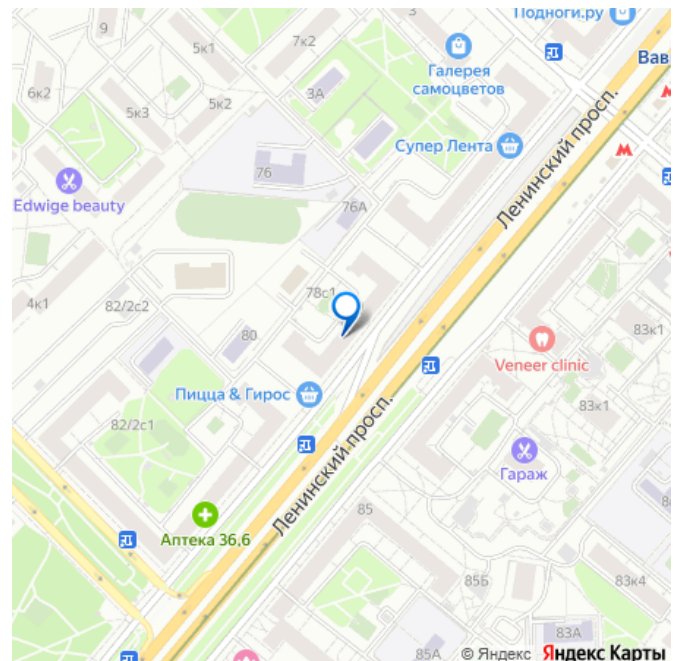 Подноги.ру
9
3
7к2
5к1
Вав
Галерея
самоцветов
6к2
3А
5к2
5к3
Супер Лента
Ленинский просп.
76
Edwige beauty
76А
78с1
4к1
82/2с2
80
83к1
Veneer clinic
Пицца & Гирос
83к1
82/2с1
Ленинский просп.
Гараж
85
Аптека 36,6
85Б
83к4
83А
85А
© Яндекс Яндекс Карты